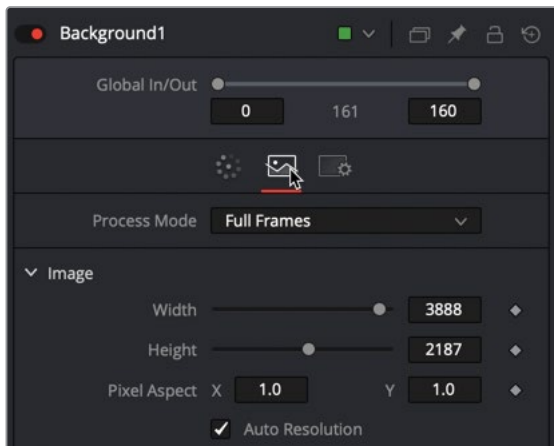 Background1
Global In/Out
0 161 160
Process Mode Full Frames
Image
Width 3888
Height 2187
Pixel Aspect X 1.0 Y 1.0
Auto Resolution